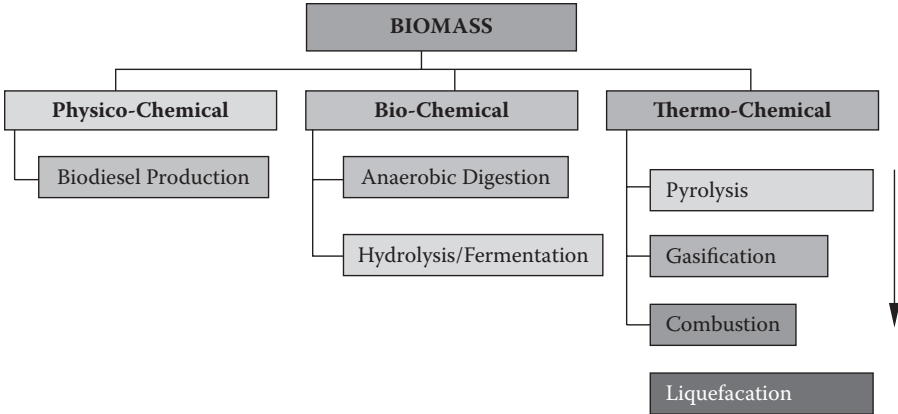 BIOMASS
Physico-Chemical
Bio-Chemical
Thermo-Chemical
Biodiesel Production
Anaerobic Digestion
Pyrolysis
Hydrolysis/Fermentation
Gasification
Combustion
Liquefacation